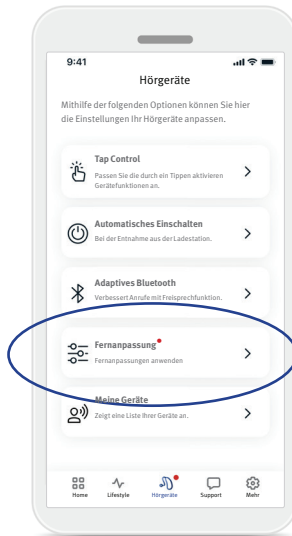 9:41
Hörgeräte
Mithilfe der folgenden Optionen können Sie hier
die Einstellungen Ihr Hörgeräte anpassen.
Tap Control
Passen Sie die durch ein Tippen aktivieren
Gerätefunktionen an.
Automatisches Einschalten
Bei der Entnahme aus der Ladestation.
Adaptives Bluetooth
Verbessert Anrufe mit Freisprechfunktion.
Fernanpassung
Fernanpassungen anwenden
Meine Geräte
Zeigt eine Liste Ihrer Geräte an.
Home Lifestyle Hörgeräte Support Mehr